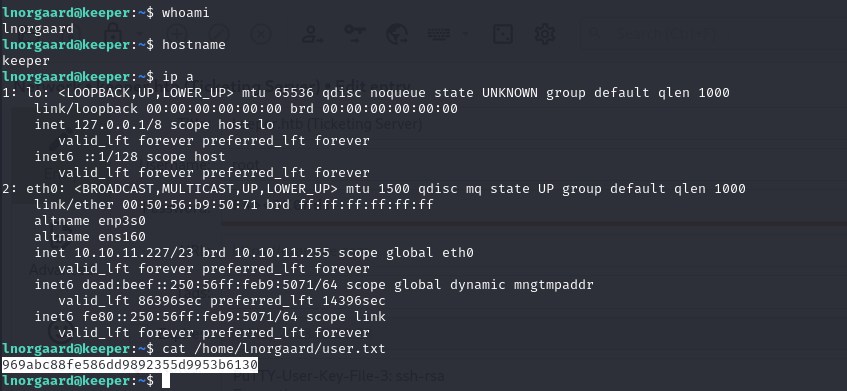 lnorgaard@keeper:~$ whoami
lnorgaard
lnorgaard@keeper:~$ hostname
keeper
lnorgaard@keeper:~$ ip a
1: lo: <LOOPBACK,UP,LOWER_UP> mtu 65536 qdisc noqueue state UNKNOWN group default qlen 1000
    link/loopback 00:00:00:00:00:00 brd 00:00:00:00:00:00
    inet 127.0.0.1/8 scope host lo
       valid_lft forever preferred_lft forever
    inet6 ::1/128 scope host
       valid_lft forever preferred_lft forever
2: eth0: <BROADCAST,MULTICAST,UP,LOWER_UP> mtu 1500 qdisc mq state UP group default qlen 1000
    link/ether 00:50:56:b9:50:71 brd ff:ff:ff:ff:ff:ff
    altname enp3s0
    altname ens160
    inet 10.10.11.227/23 brd 10.10.11.255 scope global eth0
       valid_lft forever preferred_lft forever
    inet6 dead:beef::250:56ff:feb9:5071/64 scope global dynamic mngtmpaddr
       valid_lft 86396sec preferred_lft 14396sec
    inet6 fe80::250:56ff:feb9:5071/64 scope link
       valid_lft forever preferred_lft forever
lnorgaard@keeper:~$ cat /home/lnorgaard/user.txt
969abc88fe586dd9892355d9953b6130
lnorgaard@keeper:~$
PuTTY-User-Key-File-3: ssh-rsa